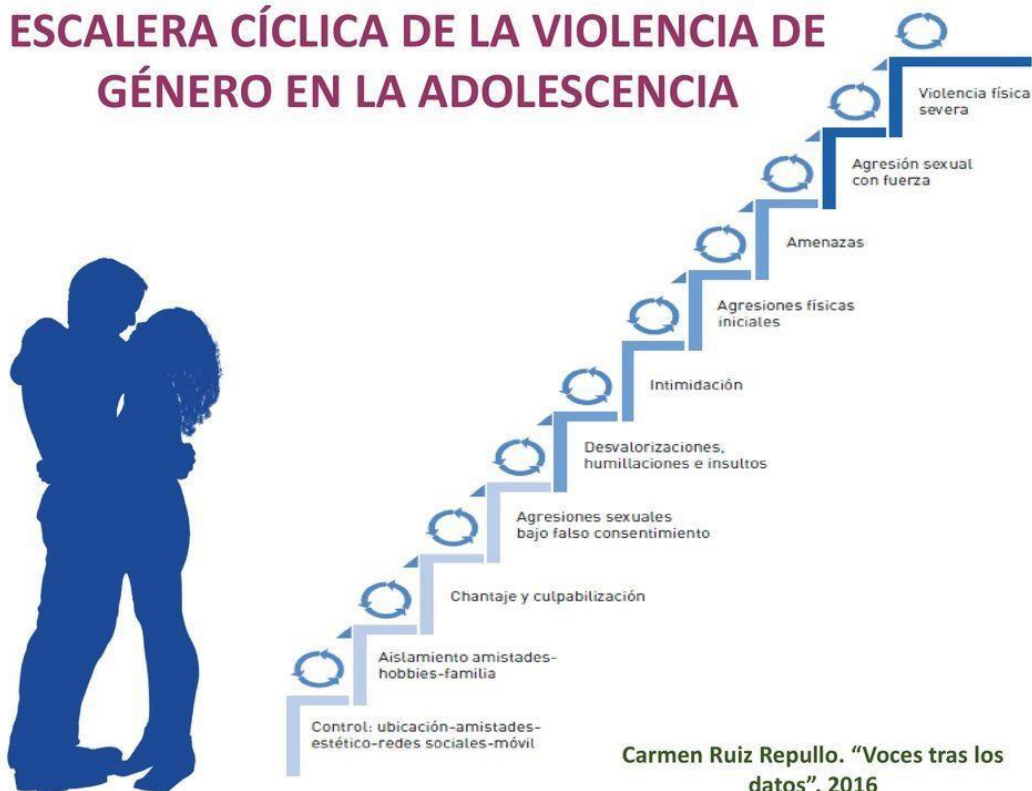 ESCALERA CÍCLICA DE LA VIOLENCIA DE
GÉNERO EN LA ADOLESCENCIA
Violencia física
severa
Agresión sexual
con fuerza
Amenazas
Agresiones físicas
iniciales
Intimidación
Desvalorizaciones,
humillaciones e insultos
Agresiones sexuales
bajo falso consentimiento
Chantaje y culpabilización
Aislamiento amistades-
hobbies-familia
Control: ubicación-amistades-
estético-redes sociales-móvil
Carmen Ruiz Repullo. “Voces tras los
datos”. 2016